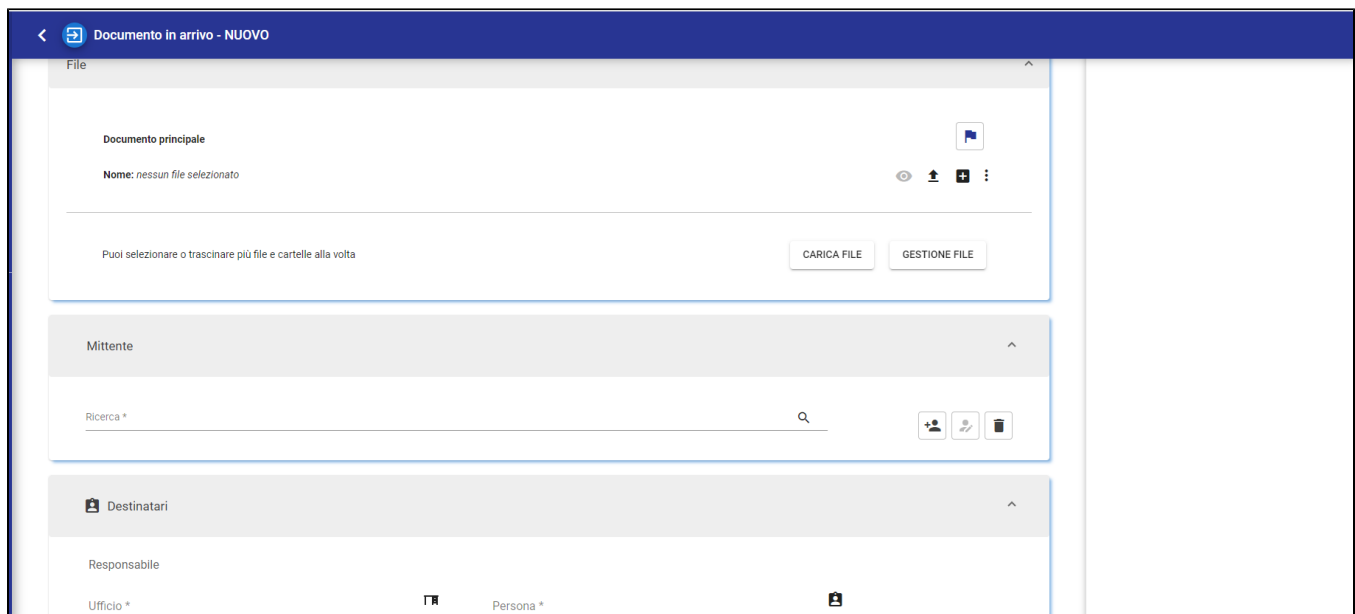 Documento in arrivo - NUOVO
File
Documento principale
Nome: nessun file selezionato
Puoi selezionare o trascinare più file e cartelle alla volta
CARICA FILE
GESTIONE FILE
Mittente
Ricerca *
Destinatari
Responsabile
Ufficio *
Persona *